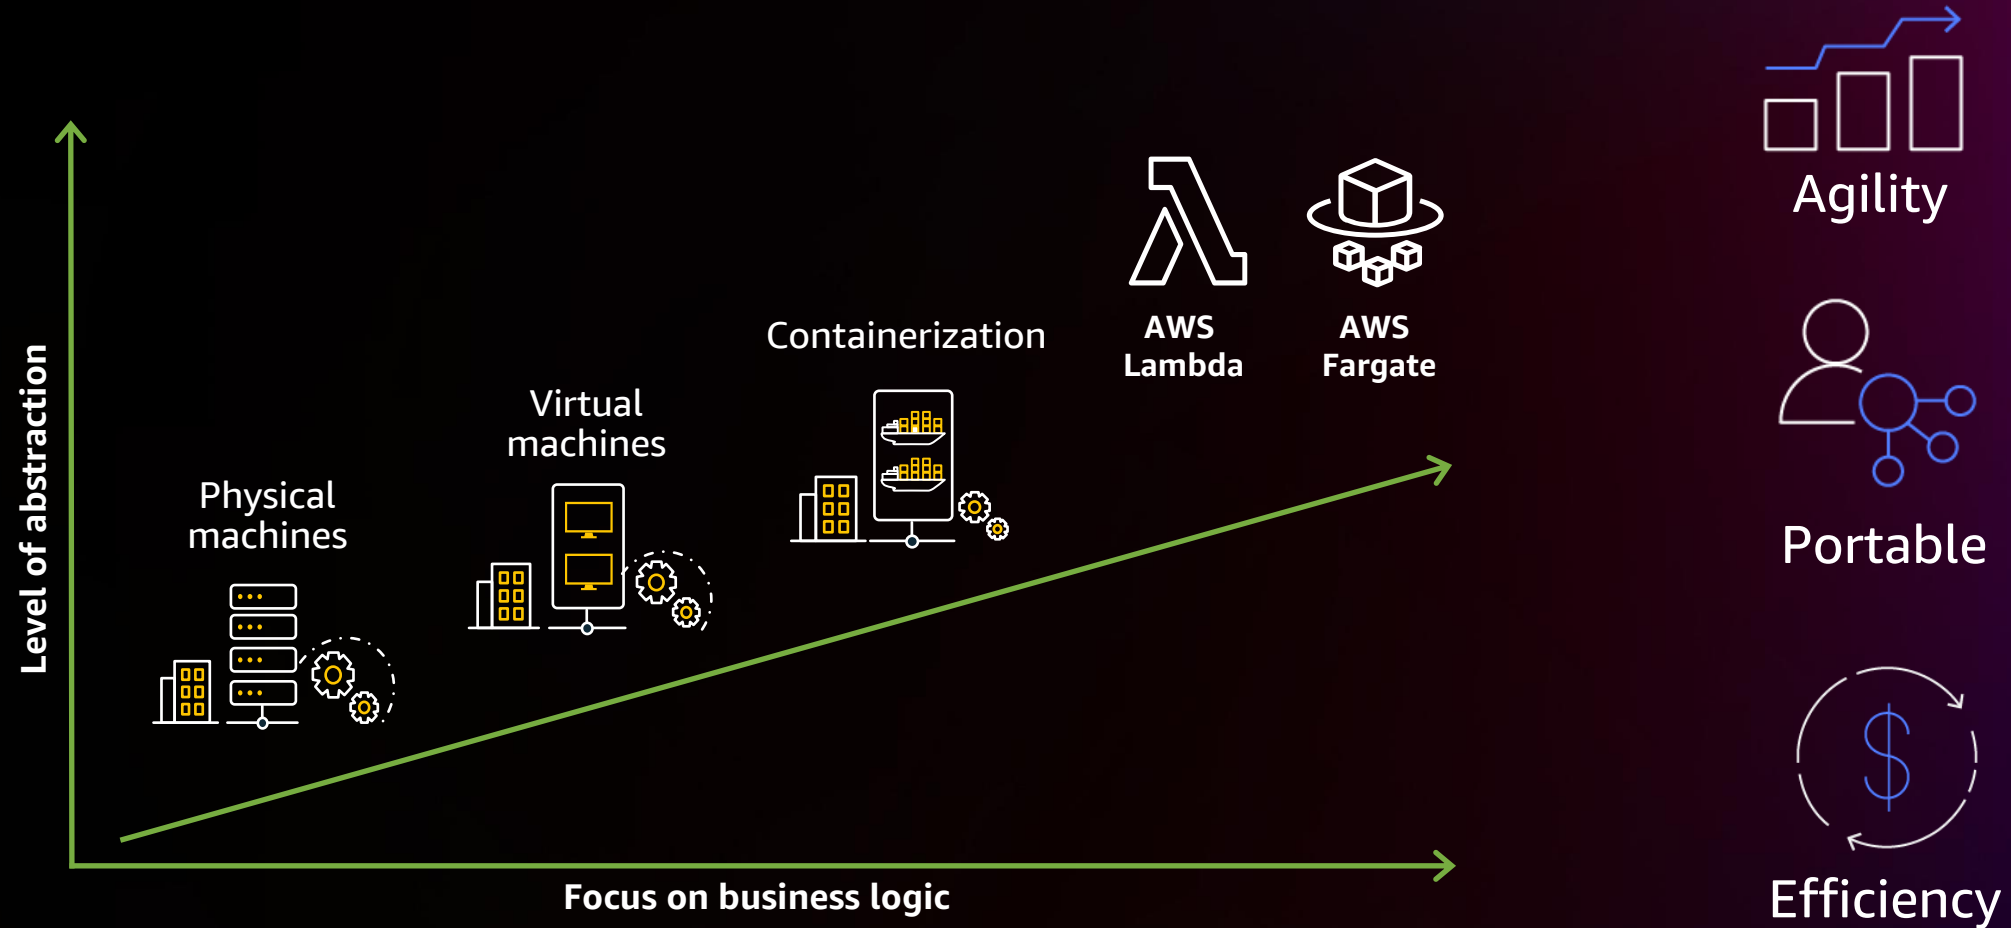 Level of abstraction
Physical
machines
Virtual
machines
Containerization
AWS
Lambda
AWS
Fargate
Focus on business logic
Agility
Portable
Efficiency